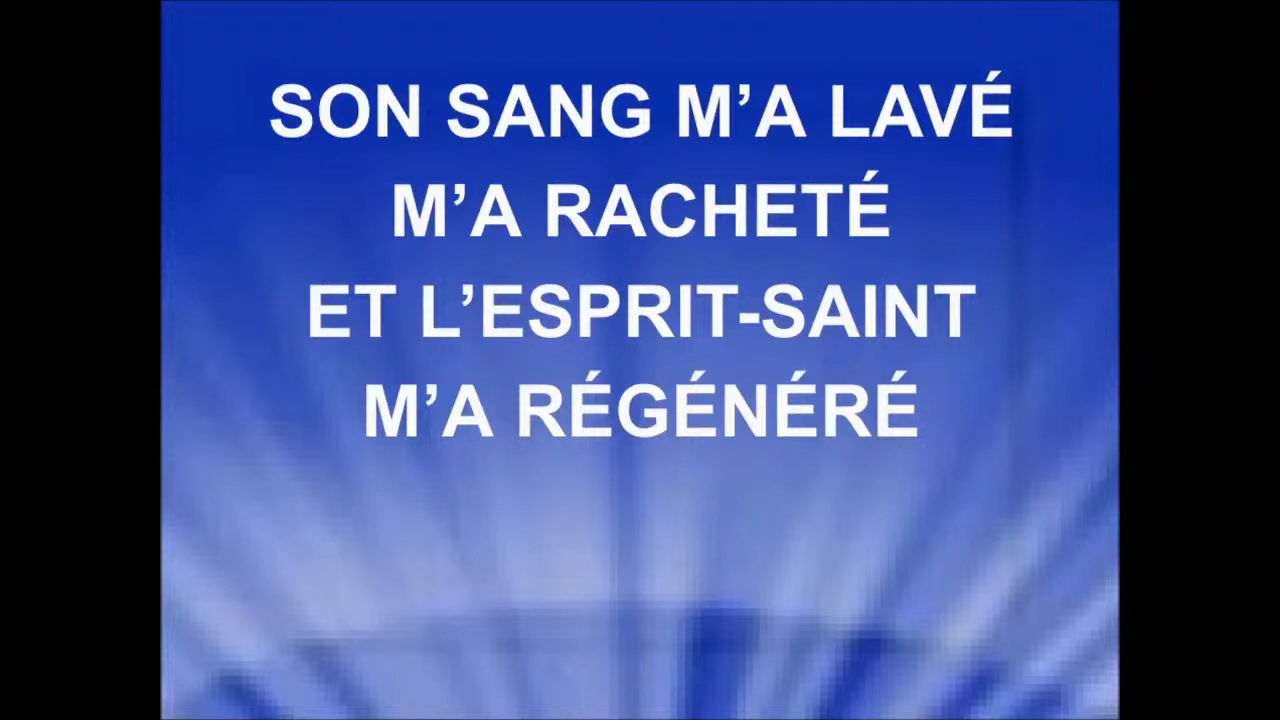 SON SANG M’A LAVÉ
M’A RACHETÉ
ET L’ESPRIT-SAINT
M’A RÉGÉNÉRÉ